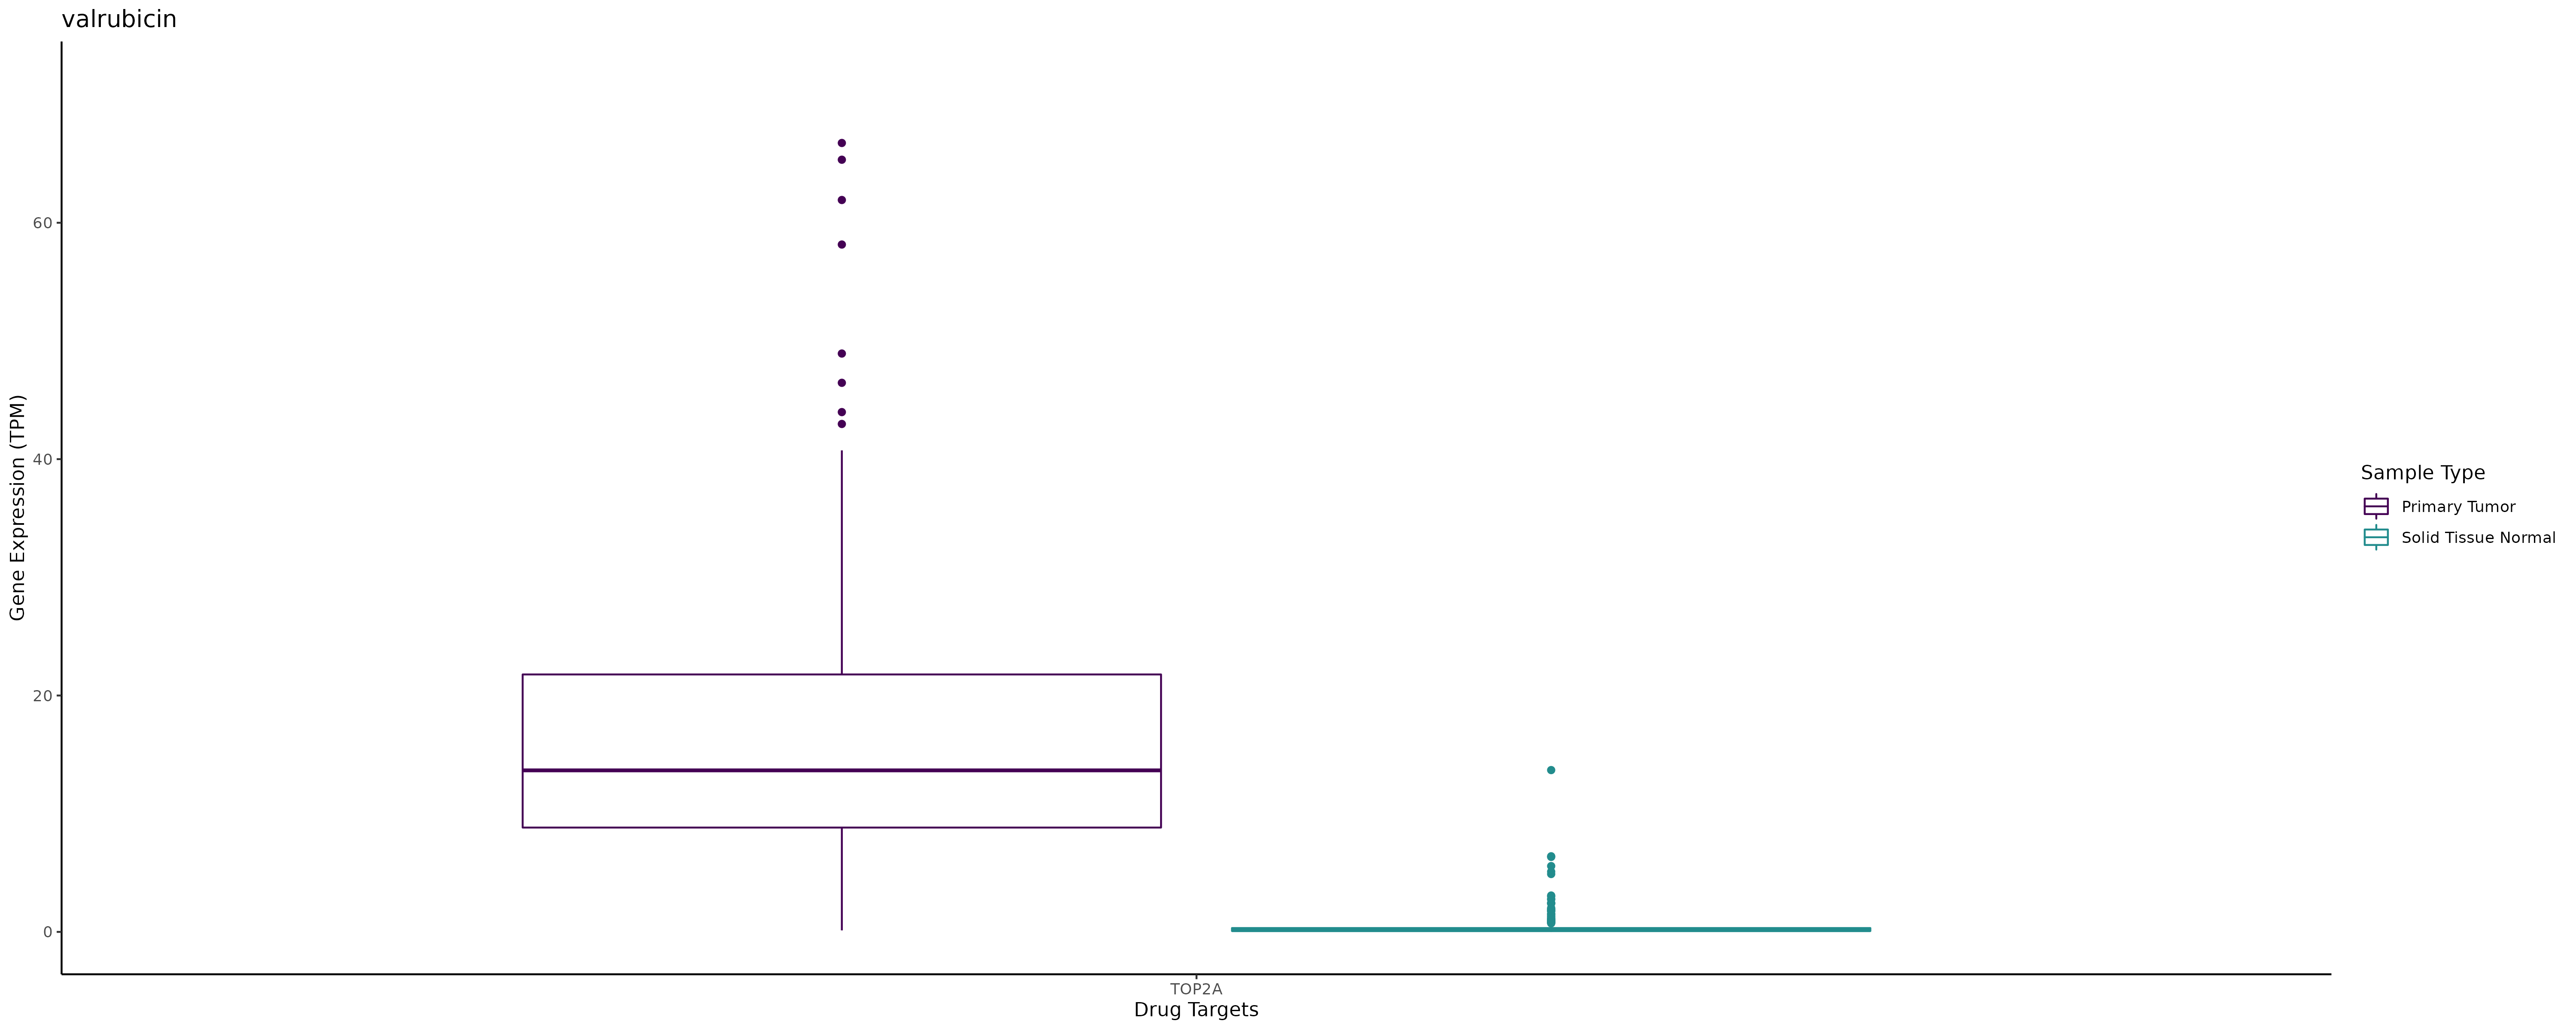 valrubicin
Gene Expression (TPM)
60
40
20
0
TOP2A
Drug Targets
Sample Type
Primary Tumor
Solid Tissue Normal